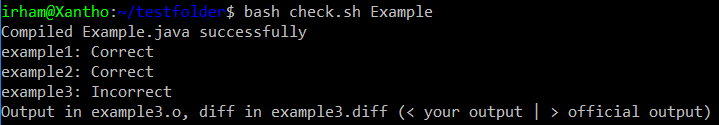 irham@Xantho:~/testfolder$ bash check.sh Example
Compiled Example.java successfully
example1: Correct
example2: Correct
example3: Incorrect
Output in example3.o, diff in example3.diff (< your output | > official output)